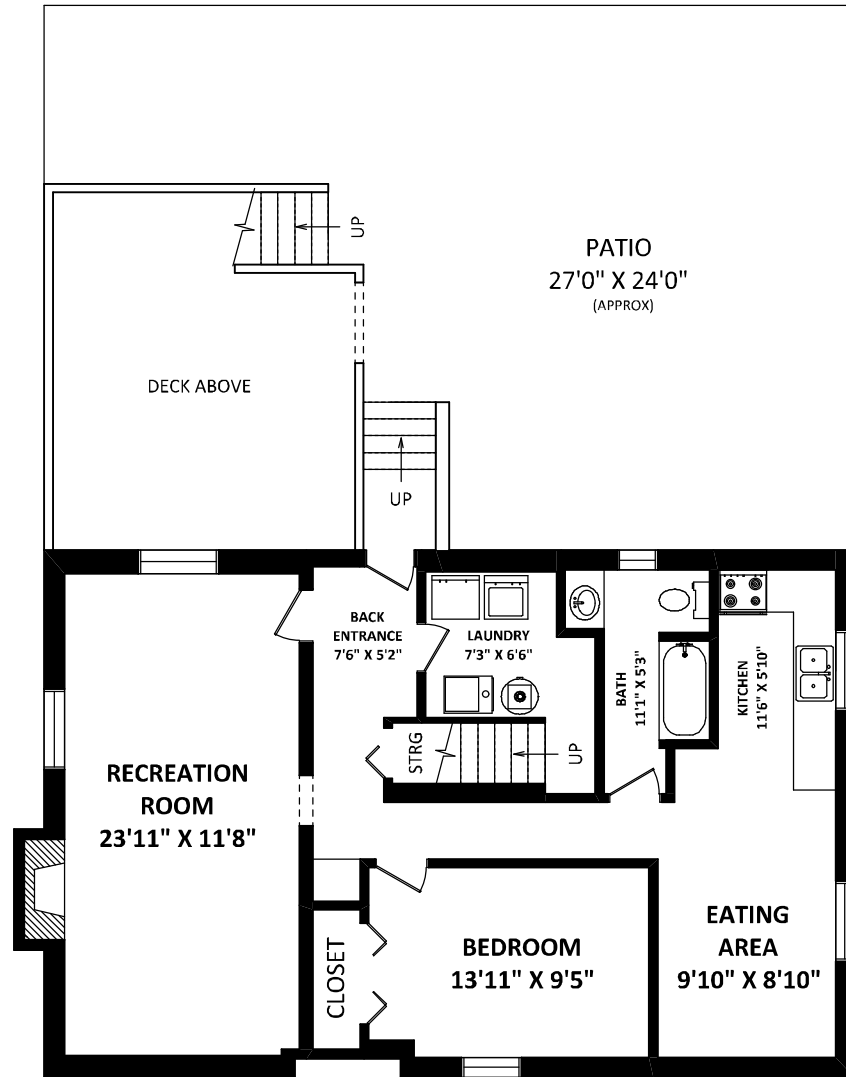 UP
PATIO
27'0" X 24'0"
(APPROX)
DECK ABOVE
UP
BACK
ENTRANCE
7'6" X 5'2"
LAUNDRY
7'3" X 6'6"
BATH
11'1" X 5'3"
KITCHEN
11'6" X 5'10"
STRG
UP
RECREATION
ROOM
23'11" X 11'8"
CLOSET
BEDROOM
13'11" X 9'5"
EATING
AREA
9'10" X 8'10"